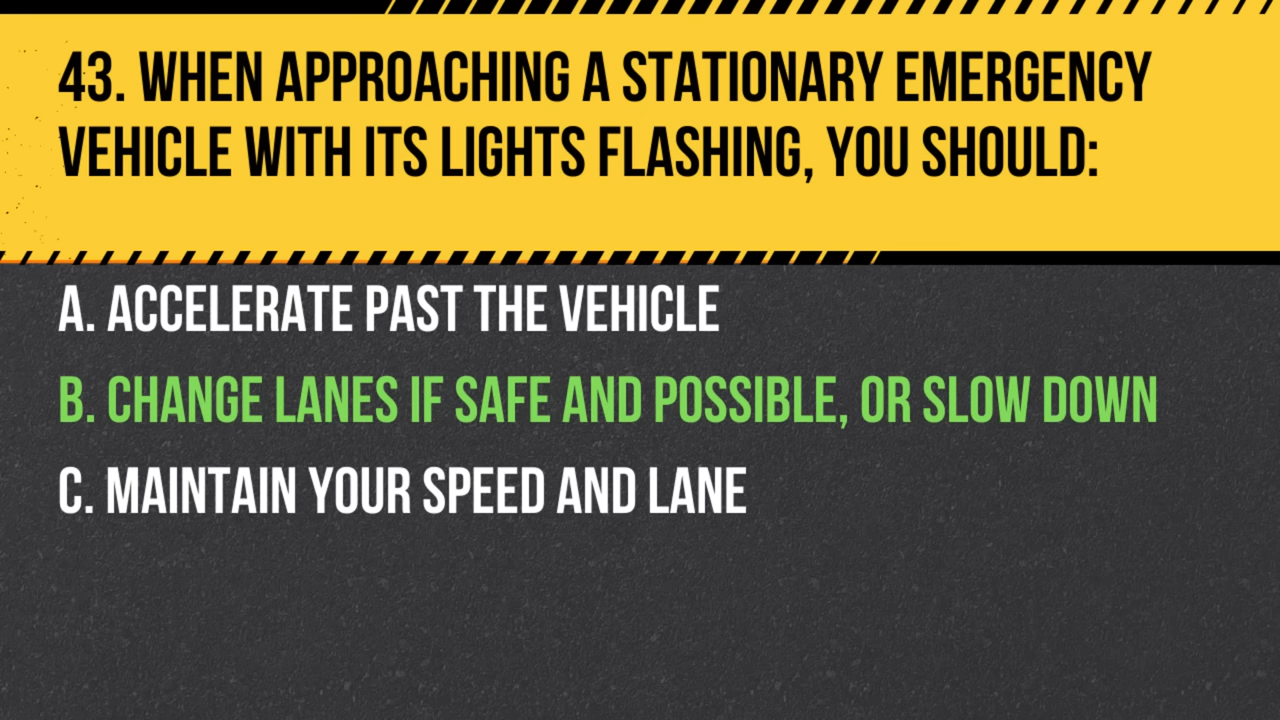 43. WHEN APPROACHING A STATIONARY EMERGENCY
VEHICLE WITH ITS LIGHTS FLASHING, YOU SHOULD:
A. ACCELERATE PAST THE VEHICLE
B. CHANGE LANES IF SAFE AND POSSIBLE, OR SLOW DOWN
C. MAINTAIN YOUR SPEED AND LANE